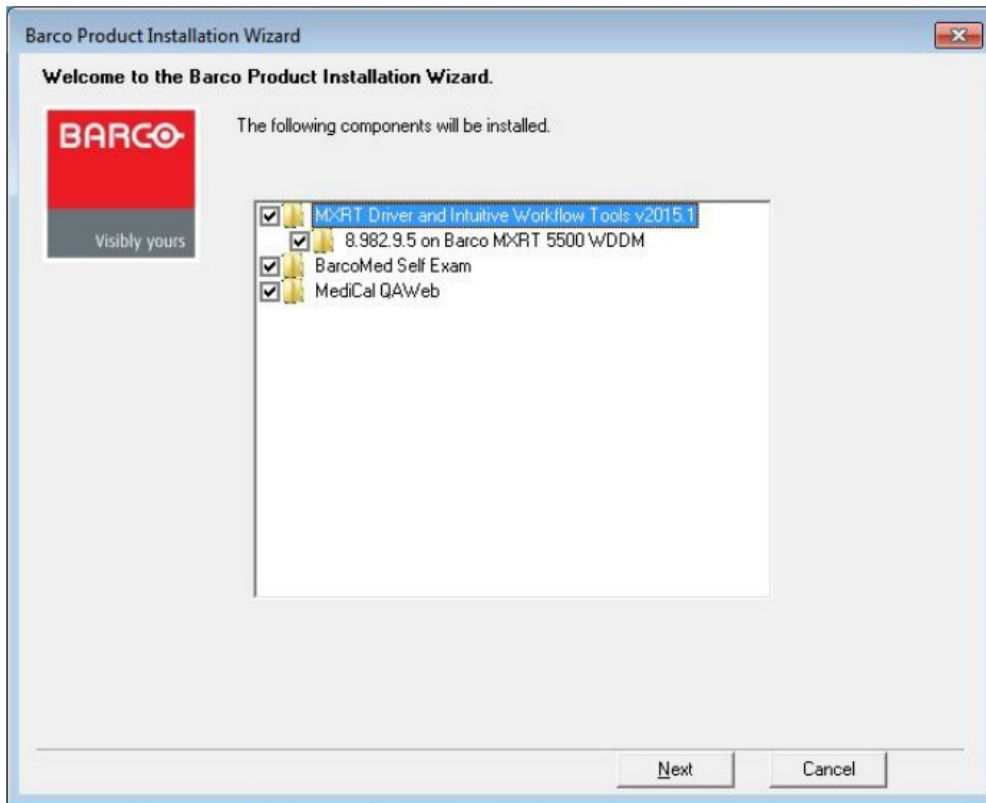 Barco Product Installation Wizard
Welcome to the Barco Product Installation Wizard.
BARCO
Visibly yours
The following components will be installed.
MXRT Driver and Intuitive Workflow Tools v2015.1
8.982.9.5 on Barco MXRT 5500 WDDM
BarcoMed Self Exam
MediCal QAWeb
Next
Cancel